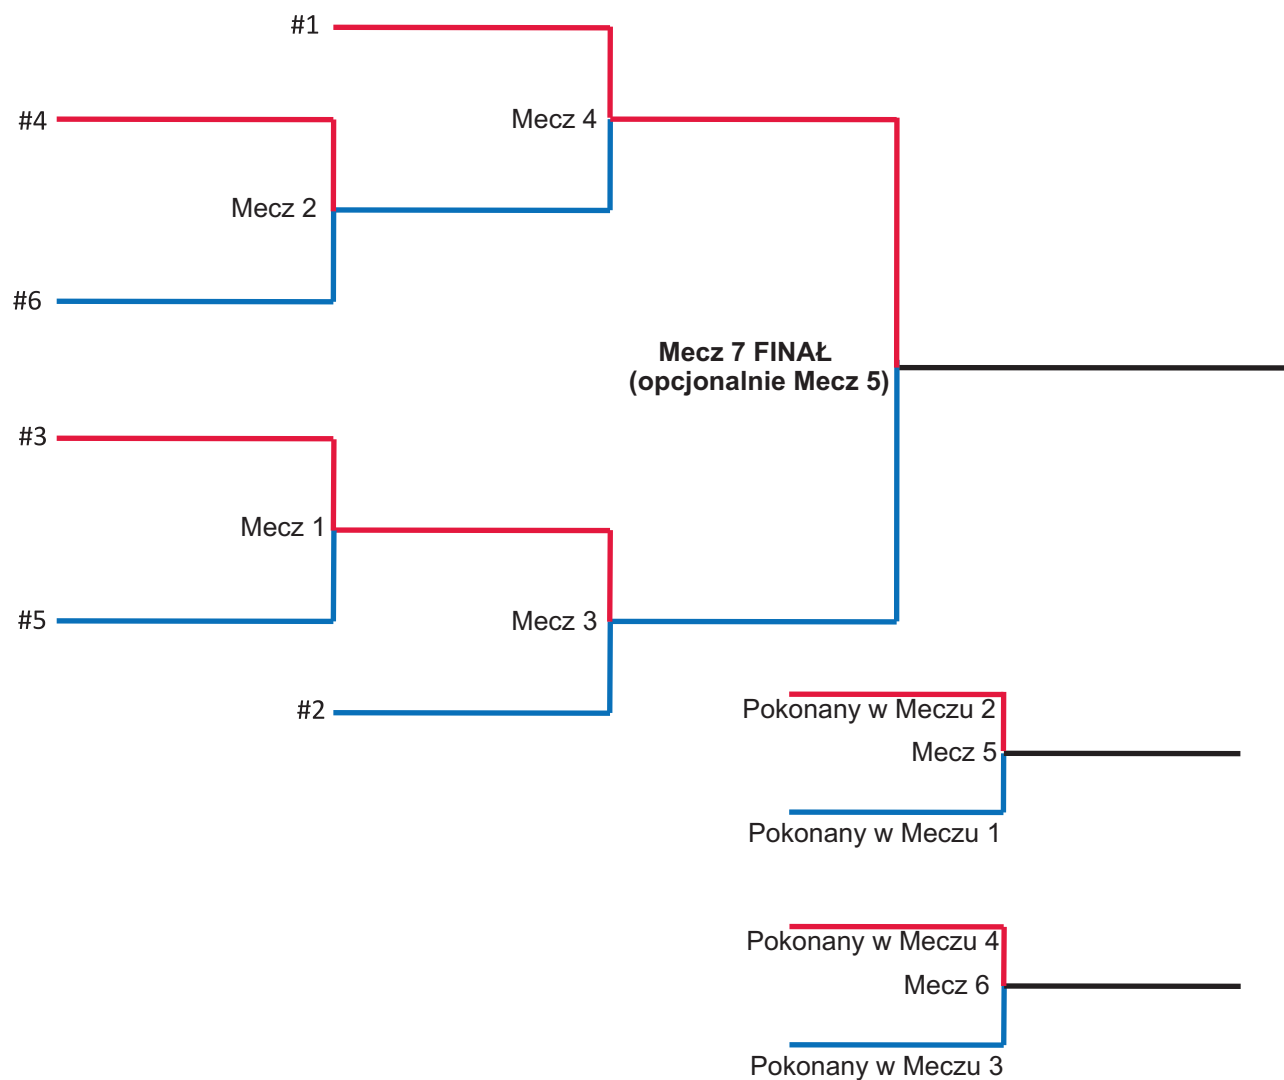 #1
#4
Mecz 4
Mecz 2
#6
Mecz 7 FINAŁ
(opcjonalnie Mecz 5)
#3
Mecz 1
#5
Mecz 3
#2
Pokonany w Meczu 2
Mecz 5
Pokonany w Meczu 1
Pokonany w Meczu 4
Mecz 6
Pokonany w Meczu 3